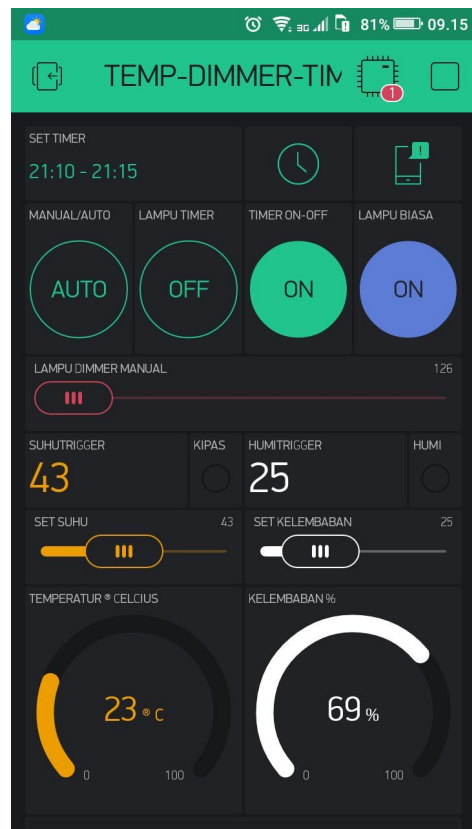 3G 81% 09.15
TEMP-DIMMER-TIM
1
SET TIMER
21:10 - 21:15
MANUAL/AUTO LAMPU TIMER TIMER ON-OFF LAMPU BIASA
AUTO OFF ON ON
LAMPU DIMMER MANUAL 126
SUHUTRIGGER KIPAS HUMITRIGGER HUMI
43 25
SET SUHU 43 SET KELEMBABAN 25
TEMPERATUR ® CELCIUS KELEMBABAN %
23 ® C 69 %
0 100 0 100